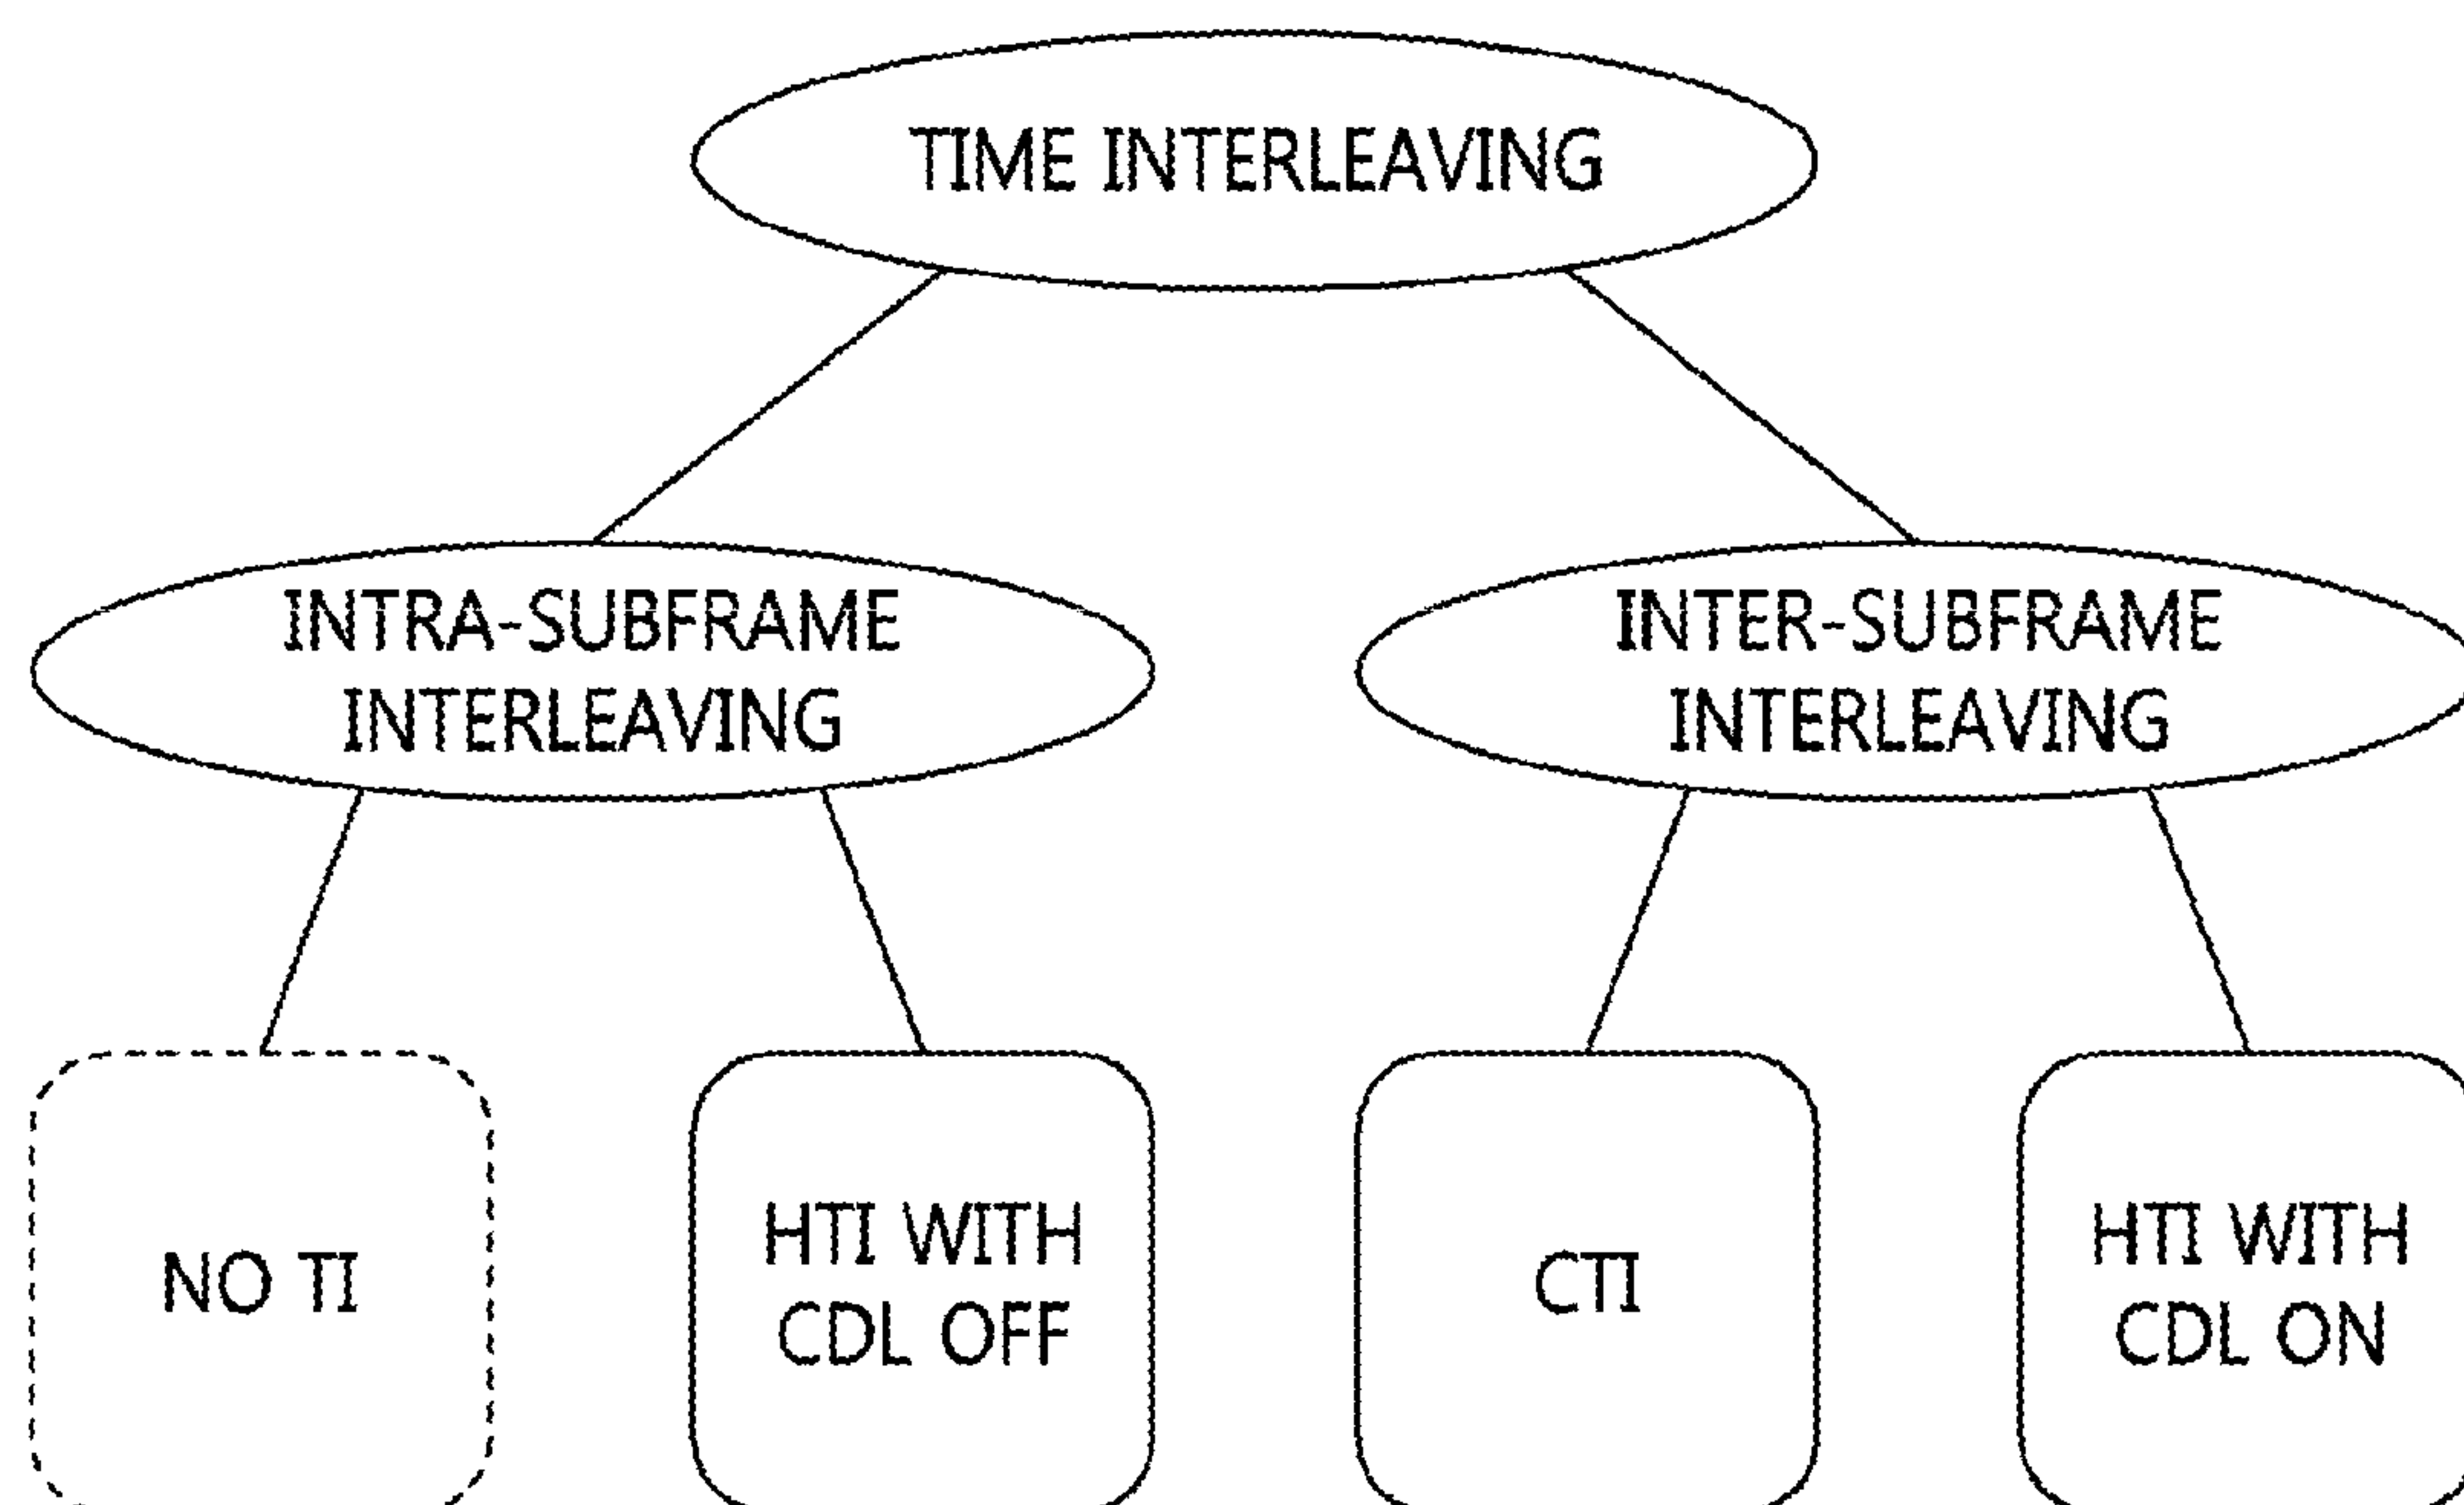 TIME INTERLEAVING
INTRA-SUBFRAME
INTERLEAVING
INTER-SUBFRAME
INTERLEAVING
NO TI
HTI WITH
CDL OFF
CTI
HTI WITH
CDL ON